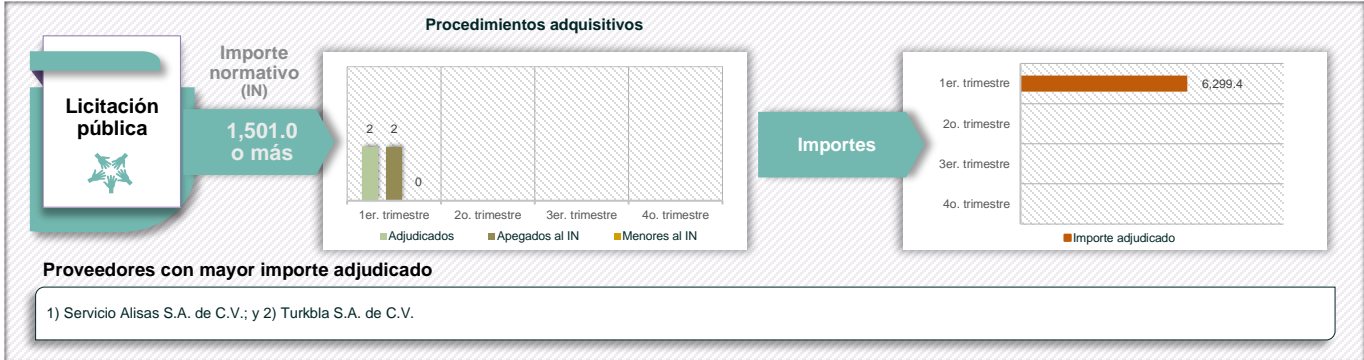 Procedimientos adquisitivos
Licitación
pública
Importe
normativo
(IN)
1,501.0
o más
2 2
0
1er. trimestre 2o. trimestre 3er. trimestre 4o. trimestre
Adjudicados Apegados al IN Menores al IN
Importes
1er. trimestre 6,299.4
2o. trimestre
3er. trimestre
4o. trimestre
Importe adjudicado
Proveedores con mayor importe adjudicado
1) Servicio Alisas S.A. de C.V.; y 2) Turkbla S.A. de C.V.